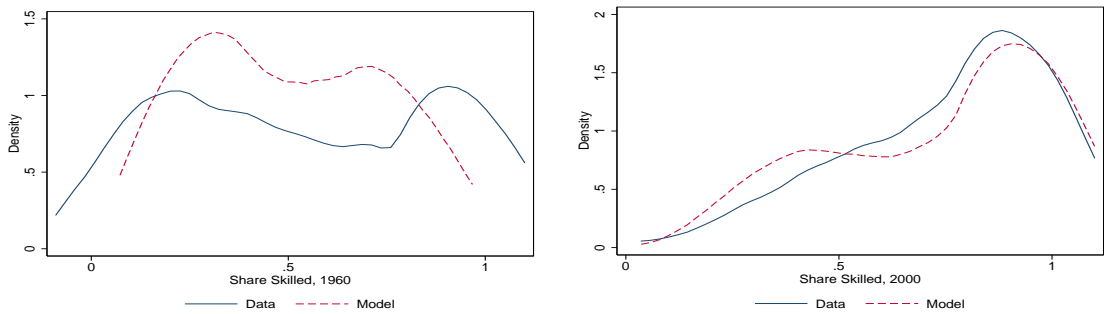 1.5
1
.5
0
Density
0 .5 1
Share Skilled, 1960
Data Model
2
1.5
1
.5
0
Density
0 .5 1
Share Skilled, 2000
Data Model